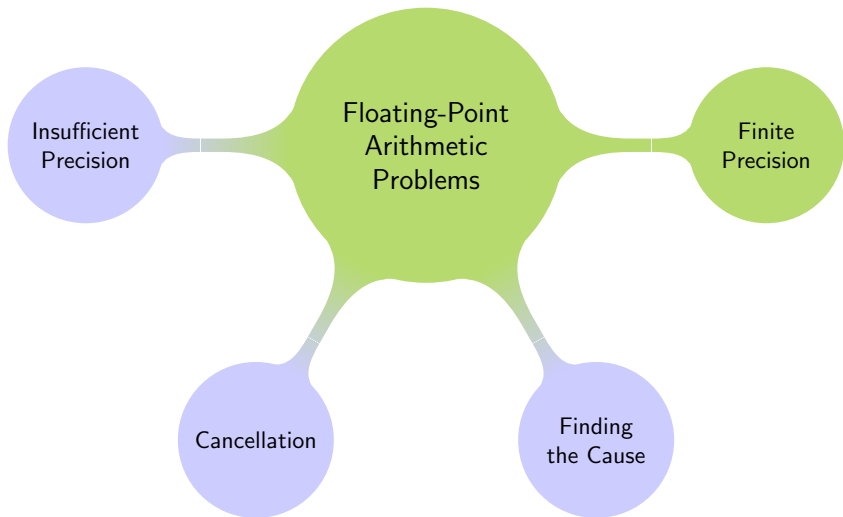 Floating-Point
Arithmetic
Problems
Insufficient
Precision
Finite
Precision
Cancellation
Finding
the Cause